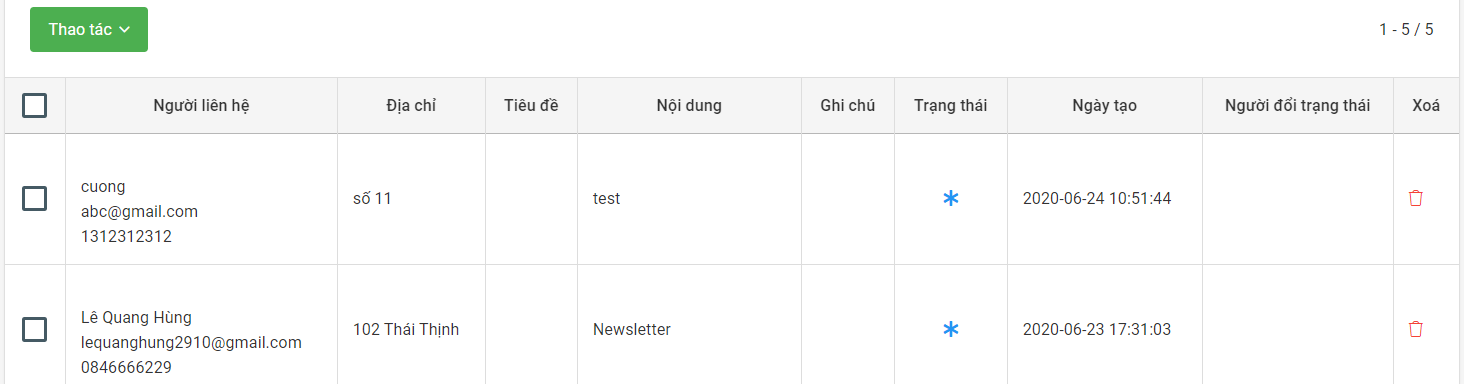 Thao tác
1 - 5 / 5
Người liên hệ Địa chỉ Tiêu đề Nội dung Ghi chú Trạng thái Ngày tạo Người đổi trạng thái Xoá
cuong
abc@gmail.com
1312312312
số 11
test
2020-06-24 10:51:44
Lê Quang Hùng
lequanghung2910@gmail.com
0846666229
102 Thái Thịnh
Newsletter
2020-06-23 17:31:03